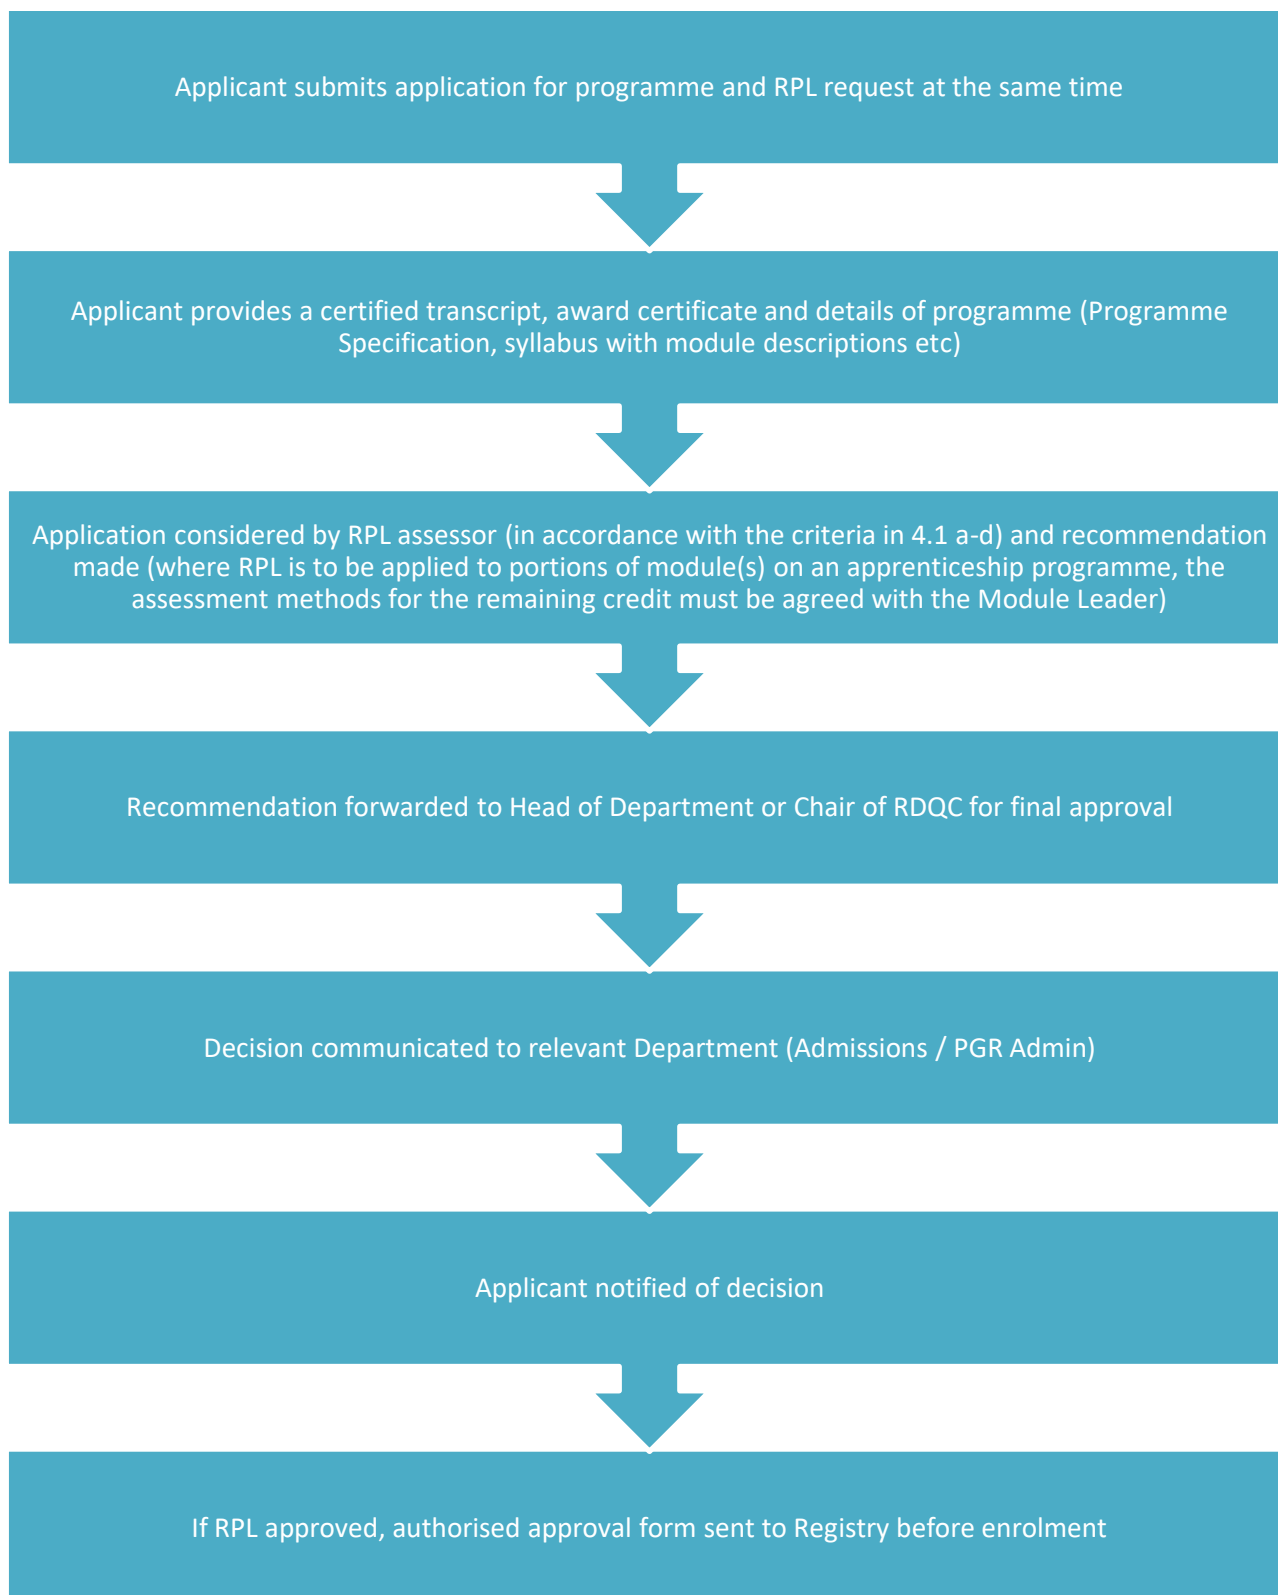 Applicant submits application for programme and RPL request at the same time
Applicant provides a certified transcript, award certificate and details of programme (Programme
Specification, syllabus with module descriptions etc)
Application considered by RPL assessor (in accordance with the criteria in 4.1 a-d) and recommendation
made (where RPL is to be applied to portions of module(s) on an apprenticeship programme, the
assessment methods for the remaining credit must be agreed with the Module Leader)
Recommendation forwarded to Head of Department or Chair of RDQC for final approval
Decision communicated to relevant Department (Admissions / PGR Admin)
Applicant notified of decision
If RPL approved, authorised approval form sent to Registry before enrolment